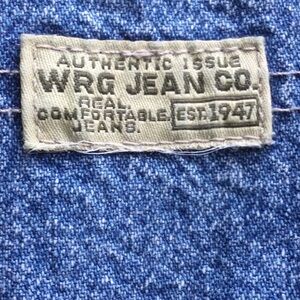 AUTHENTIC ISSUE
WRG JEAN CO.
REAL.
COMFORTABLE.
JEANS.
EST. 1947